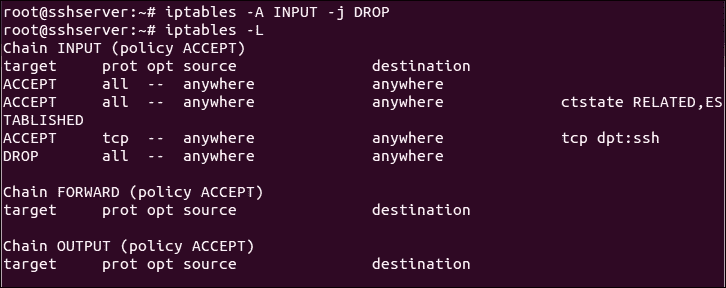 root@sshserver:~# iptables -A INPUT -j DROP
root@sshserver:~# iptables -L
Chain INPUT (policy ACCEPT)
target     prot opt source               destination
ACCEPT     all  --  anywhere             anywhere
ACCEPT     all  --  anywhere             anywhere             ctstate RELATED,ES
TABLISHED
ACCEPT     tcp  --  anywhere             anywhere             tcp dpt:ssh
DROP       all  --  anywhere             anywhere
Chain FORWARD (policy ACCEPT)
target     prot opt source               destination
Chain OUTPUT (policy ACCEPT)
target     prot opt source               destination